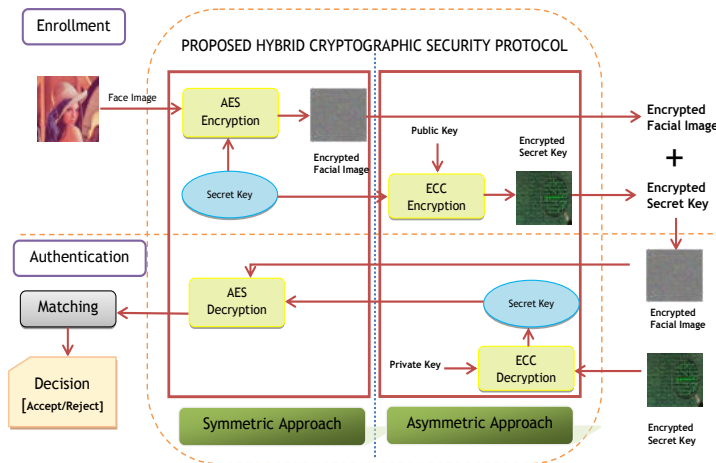 Enrollment
PROPOSED HYBRID CRYPTOGRAPHIC SECURITY PROTOCOL
Face Image
AES
Encryption
Encrypted
Facial Image
Secret Key
Public Key
ECC
Encryption
Encrypted
Secret Key
Encrypted
Facial Image
+
Encrypted
Secret Key
Authentication
Matching
AES
Decryption
Secret Key
Encrypted
Facial Image
Private Key
ECC
Decryption
Decision
[Accept/Reject]
Encrypted
Secret Key
Symmetric Approach
Asymmetric Approach